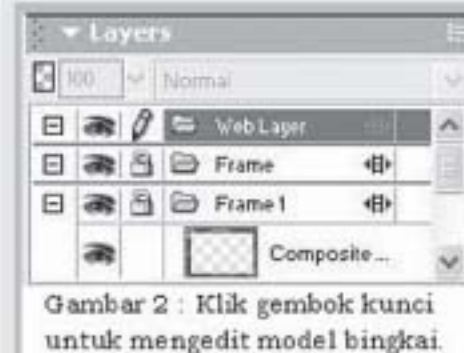 Layers
100 Normal
Web Layer
Frame
Frame 1
Composite...
Gambar 2 : Klik gembok kunci
untuk mengedit model bingkai.